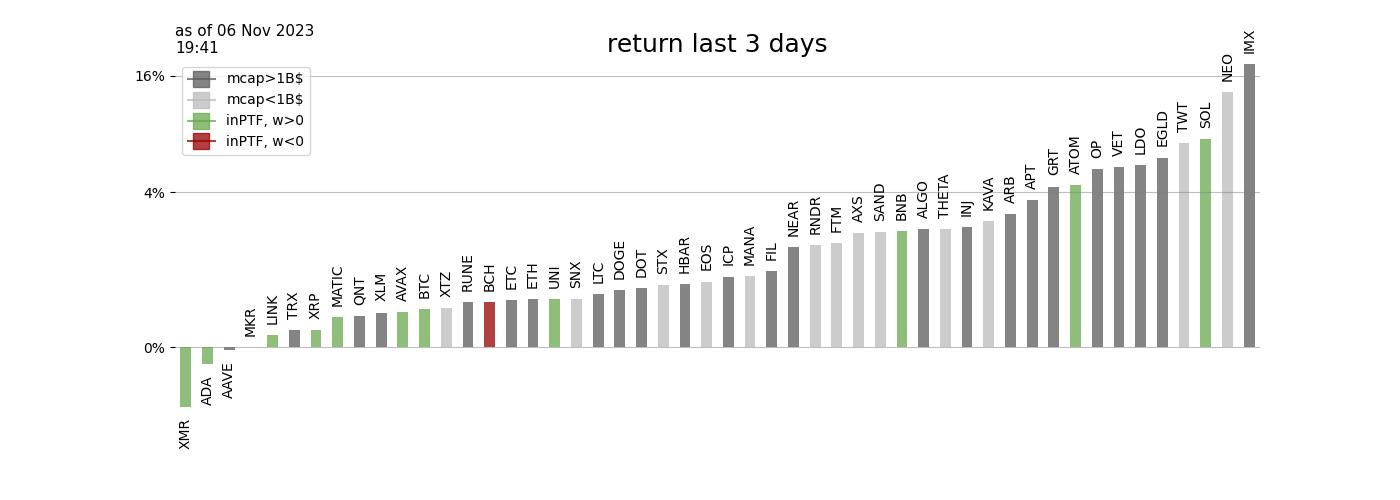 as of 06 Nov 2023
19:41
return last 3 days
mcap>1B$
mcap<1B$
inPTF, w>0
inPTF, w<0
16%
4%
0%
XMR
ADA
AAVE
MKR
LINK
TRX
XRP
MATIC
QNT
XLM
AVAX
BTC
XTZ
RUNE
BCH
ETC
ETH
UNI
SNX
LTC
DOGE
DOT
STX
HBAR
EOS
ICP
MANA
FIL
NEAR
RNDR
FTM
AXS
SAND
BNB
ALGO
THETA
INJ
KAVA
ARB
APT
GRT
ATOM
OP
VET
LDO
EGLD
TWT
SOL
NEO
IMX